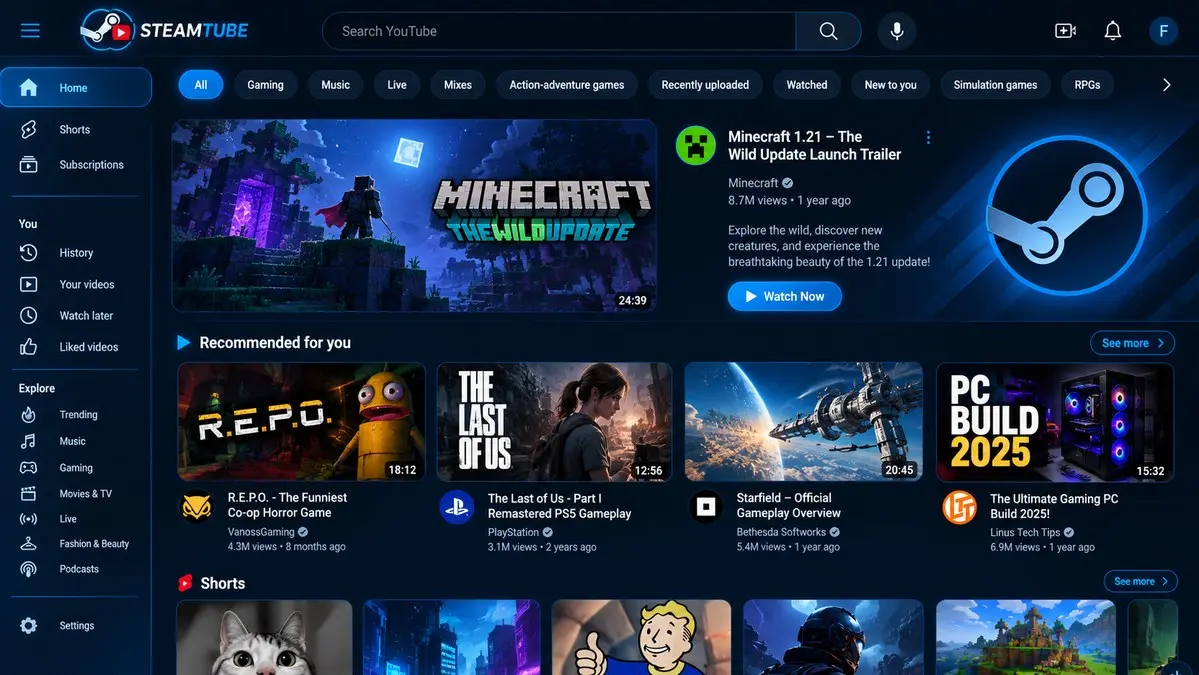 STEAMTUBE
Search YouTube
F
Home
Shorts
Subscriptions
You
History
Your videos
Watch later
Liked videos
Explore
Trending
Music
Gaming
Movies & TV
Live
Fashion & Beauty
Podcasts
Settings
All
Gaming
Music
Live
Mixes
Action-adventure games
Recently uploaded
Watched
New to you
Simulation games
RPGs
MINECRAFT
THE WILD UPDATE
24:39
Minecraft 1.21 – The
Wild Update Launch Trailer
Minecraft
8.7M views • 1 year ago
Explore the wild, discover new
creatures, and experience the
breathtaking beauty of the 1.21 update!
Watch Now
Recommended for you
See more
R.E.P.O.
18:12
R.E.P.O. - The Funniest
Co-op Horror Game
VanossGaming
4.3M views • 8 months ago
THE
LAST
OF US
12:56
The Last of Us - Part I
Remastered PS5 Gameplay
PlayStation
3.1M views • 2 years ago
20:45
Starfield – Official
Gameplay Overview
Bethesda Softworks
5.4M views • 1 year ago
PC
BUILD
2025
15:32
The Ultimate Gaming PC
Build 2025!
Linus Tech Tips
6.9M views • 1 year ago
Shorts
See more